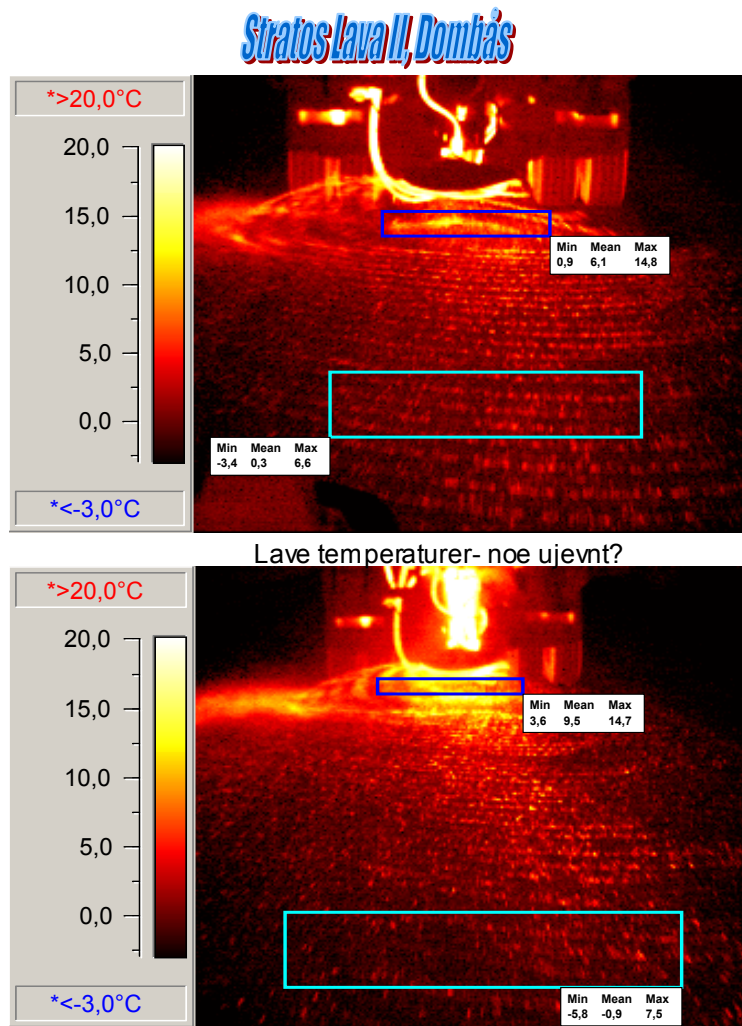 Stratos Lava II, Dombås
*>20,0°C
20,0
15,0
10,0
5,0
0,0
*<-3,0°C
Min Mean Max
0,9 6,1 14,8
Min Mean Max
-3,4 0,3 6,6
Lave temperaturer- noe ujevnt?
*>20,0°C
20,0
15,0
10,0
5,0
0,0
*<-3,0°C
Min Mean Max
3,6 9,5 14,7
Min Mean Max
-5,8 -0,9 7,5